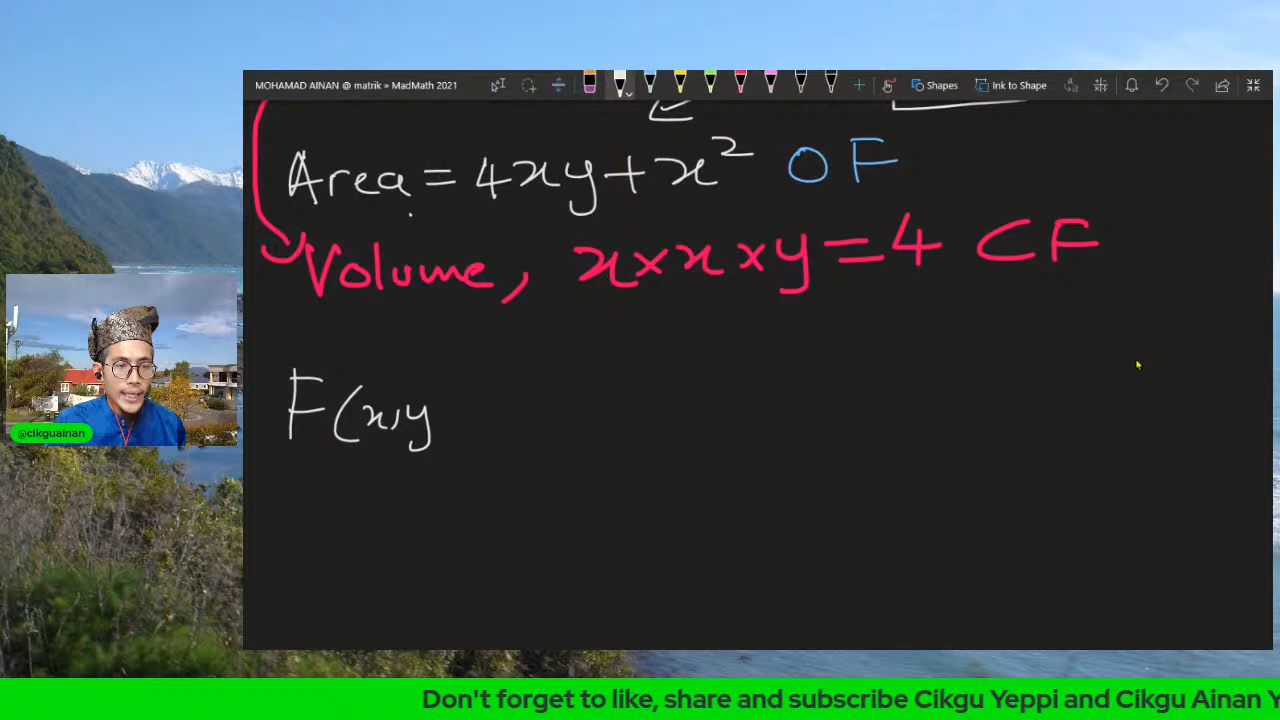 MOHAMAD AINAN @ matrik » MadMath 2021
Shapes
Ink to Shape
Area = 4xy + x² OF
Volume, x × x × y = 4 CF
F(x,y
@cikguainan
Don't forget to like, share and subscribe Cikgu Yeppi and Cikgu Ainan Y